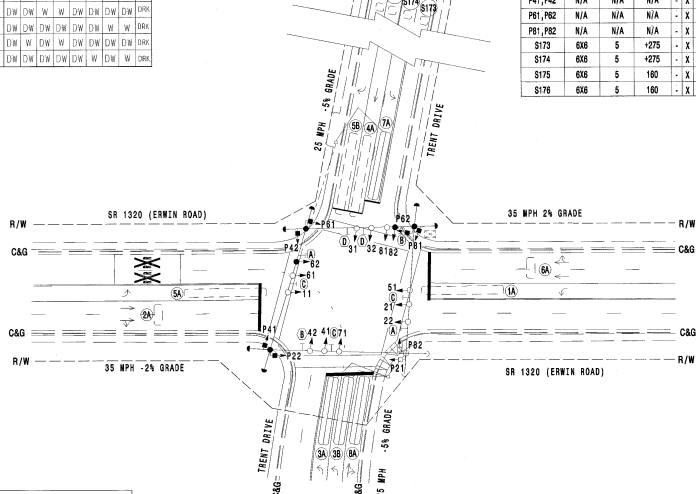 DW DW W W DW DW DW DW DRK
DW DW DW DW W W DW DW DRK
DW W DW DW DW W DW DW DRK
DW DW DW DW DW W DW W DRK
P41,P42 N/A N/A N/A - X
P61,P62 N/A N/A N/A - X
P81,P82 N/A N/A N/A - X
S173 6X6 5 +275 - X
S174 6X6 5 +275 - X
S175 6X6 5 160 - X
S176 6X6 5 160 - X
S174
S173
25 MPH -5% GRADE
5B 4A 7A
TRENT DRIVE
SR 1320 (ERWIN ROAD)
35 MPH 2% GRADE
R/W
R/W
C&G
C&G
P61
P62
P42
P81
D 31 D 32 81 82 B
A
62
61
C
11
51
C
21
22
A
5A
2A
6A
1A
P41
P22
B 42 41 C 71
P82
P21
C&G
C&G
R/W
R/W
35 MPH -2% GRADE
SR 1320 (ERWIN ROAD)
TRENT DRIVE
3A 3B 8A
25 MPH -5% GRADE
C&G
C&G